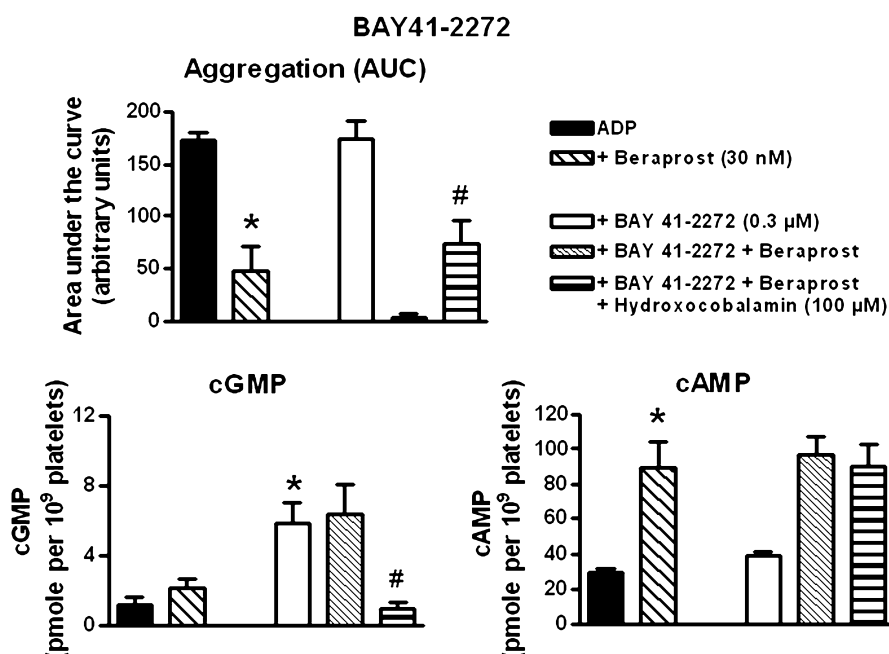 BAY41-2272
Aggregation (AUC)
Area under the curve
(arbitrary units)
200
150
100
50
0
*
#
ADP
+ Beraprost (30 nM)
+ BAY 41-2272 (0.3 µM)
+ BAY 41-2272 + Beraprost
+ BAY 41-2272 + Beraprost
+ Hydroxocobalamin (100 µM)
cGMP
cGMP
(pmole per 10⁹ platelets)
12
8
4
0
*
#
cAMP
cAMP
(pmole per 10⁹ platelets)
120
100
80
60
40
20
0
*